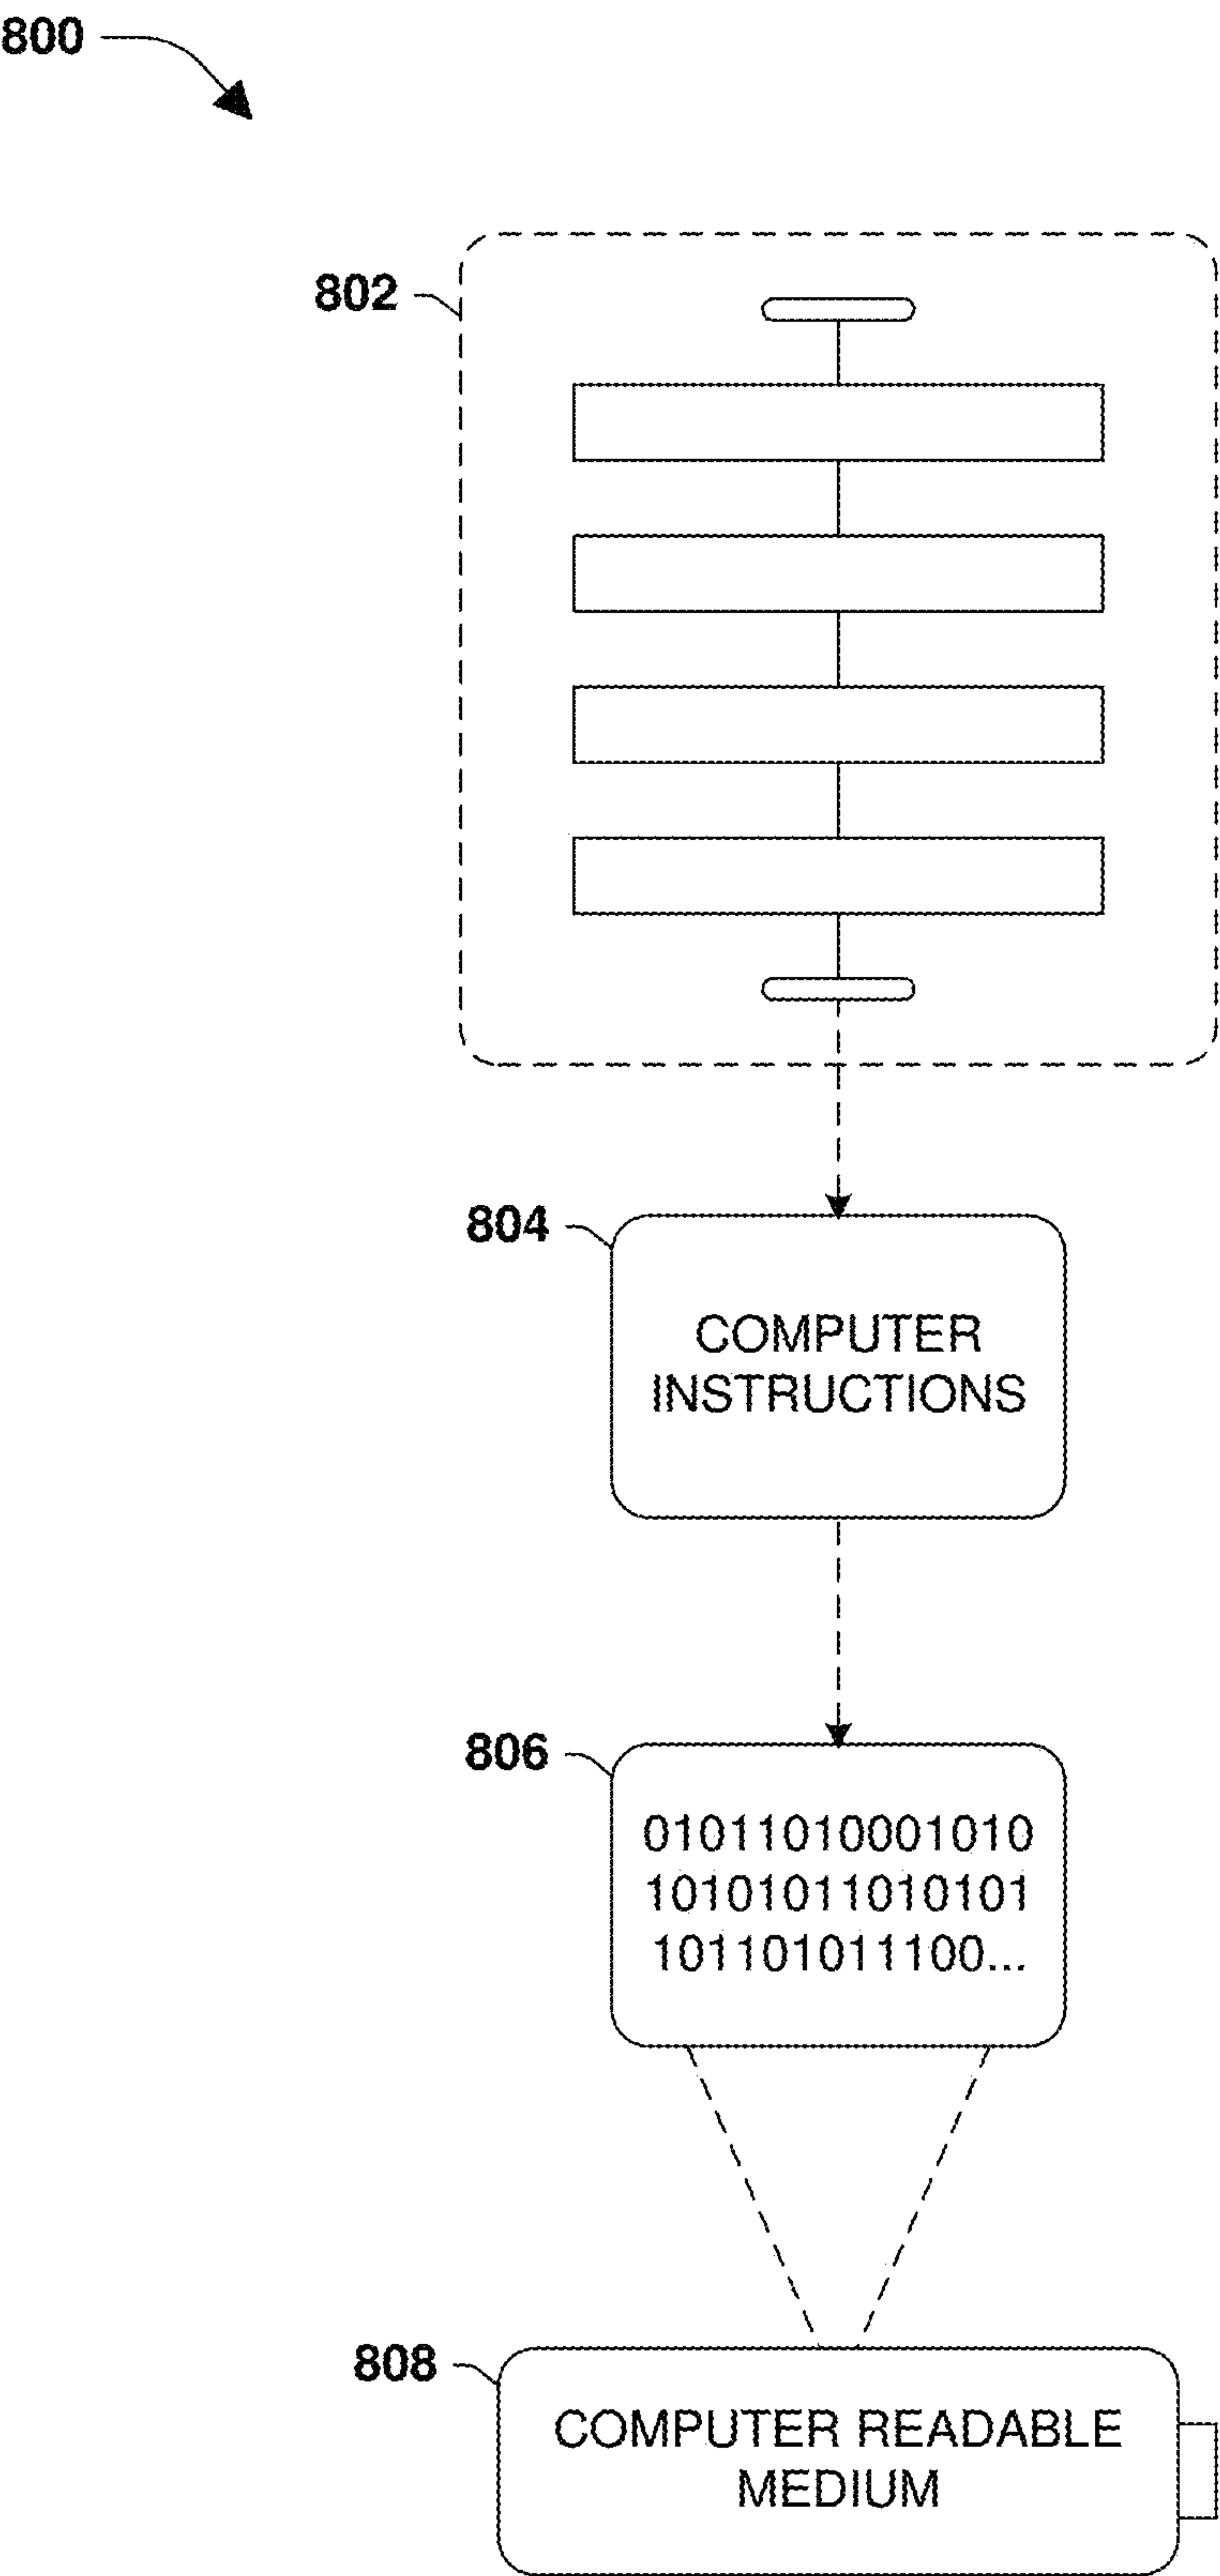 800
802
804
COMPUTER
INSTRUCTIONS
806
01011010001010
10101011010101
101101011100...
808
COMPUTER READABLE
MEDIUM